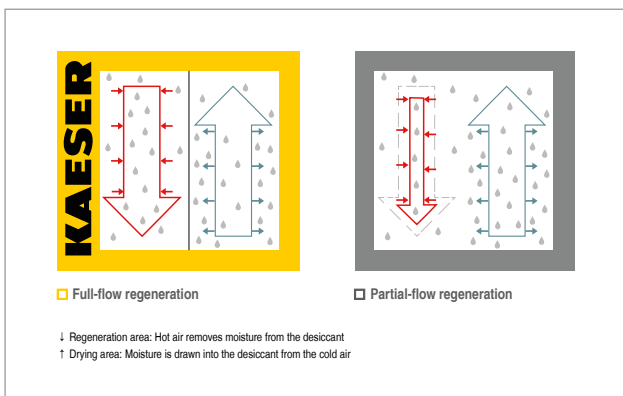 KAESER
Full-flow regeneration
Partial-flow regeneration
↓ Regeneration area: Hot air removes moisture from the desiccant
↑ Drying area: Moisture is drawn into the desiccant from the cold air